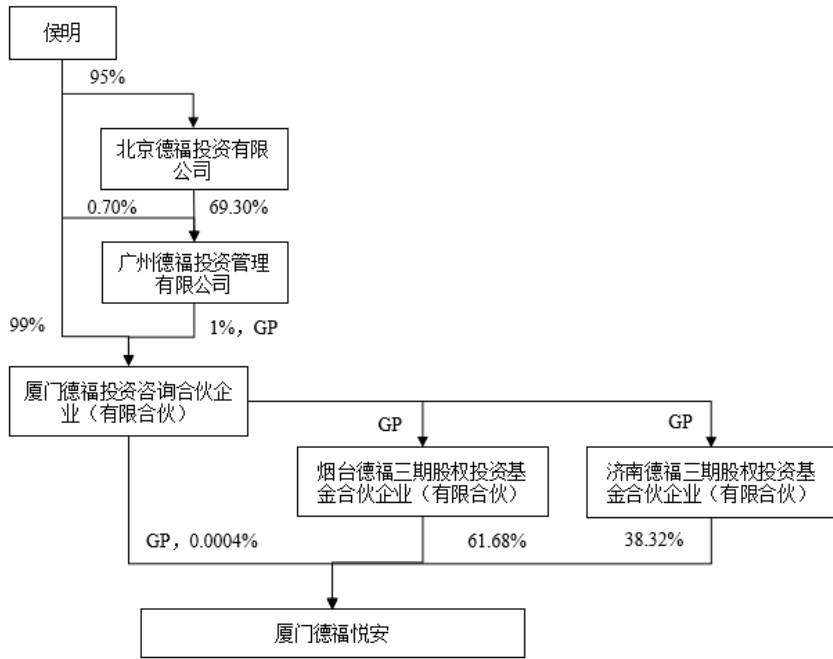 侯明
95%
北京德福投资有限
公司
0.70%
69.30%
广州德福投资管理
有限公司
99%
1%，GP
厦门德福投资咨询合伙企
业（有限合伙）
GP
GP
烟台德福三期股权投资基
金合伙企业（有限合伙）
济南德福三期股权投资基
金合伙企业（有限合伙）
GP，0.0004%
61.68%
38.32%
厦门德福悦安